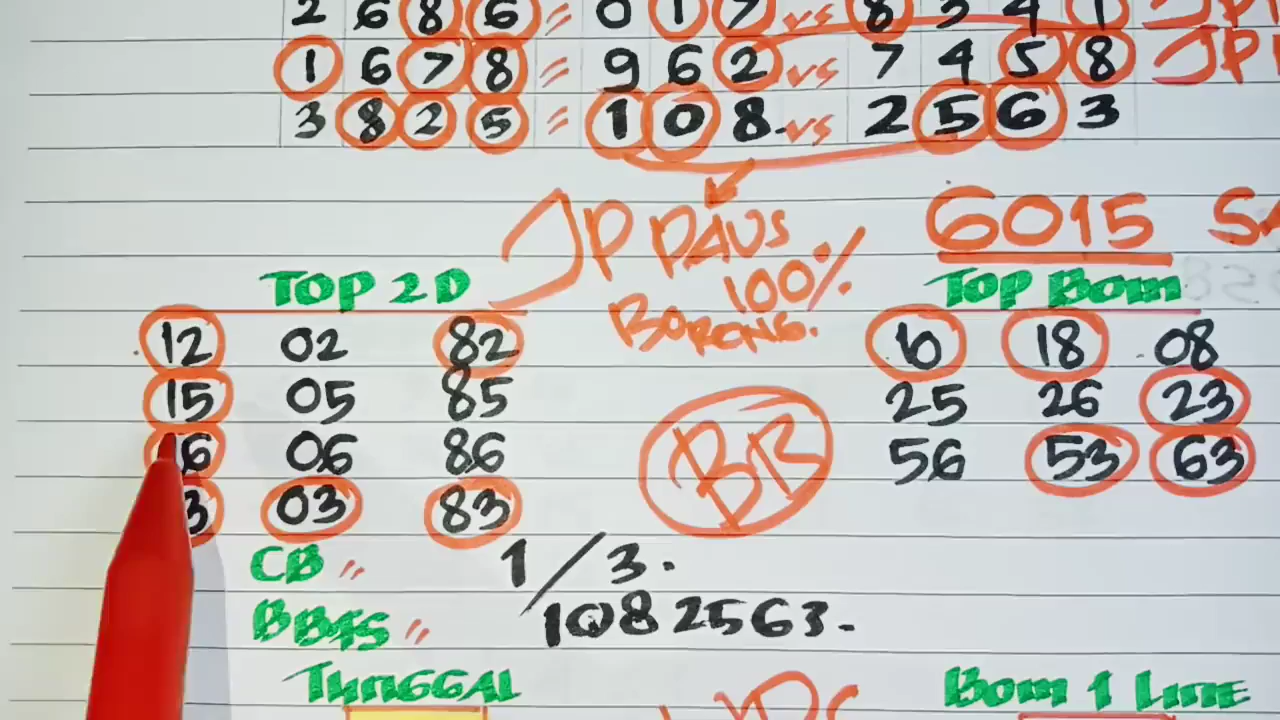 2 6 8 6 = 0 1 7 vs 8 3 4 1 JP
1 6 7 8 = 9 6 2 vs 7 4 5 8 JP
3 8 2 5 = 1 0 8. vs 2 5 6 3
JP PAUS
100%
BORONG.
6015
TOP 2D
12 02 82
15 05 85
16 06 86
3 03 83
BR
TOP Bom
10 18 08
25 26 23
56 53 63
CB " 1/3.
BBFS " 1082563.
TUNGGAL
Bom 1 LINE